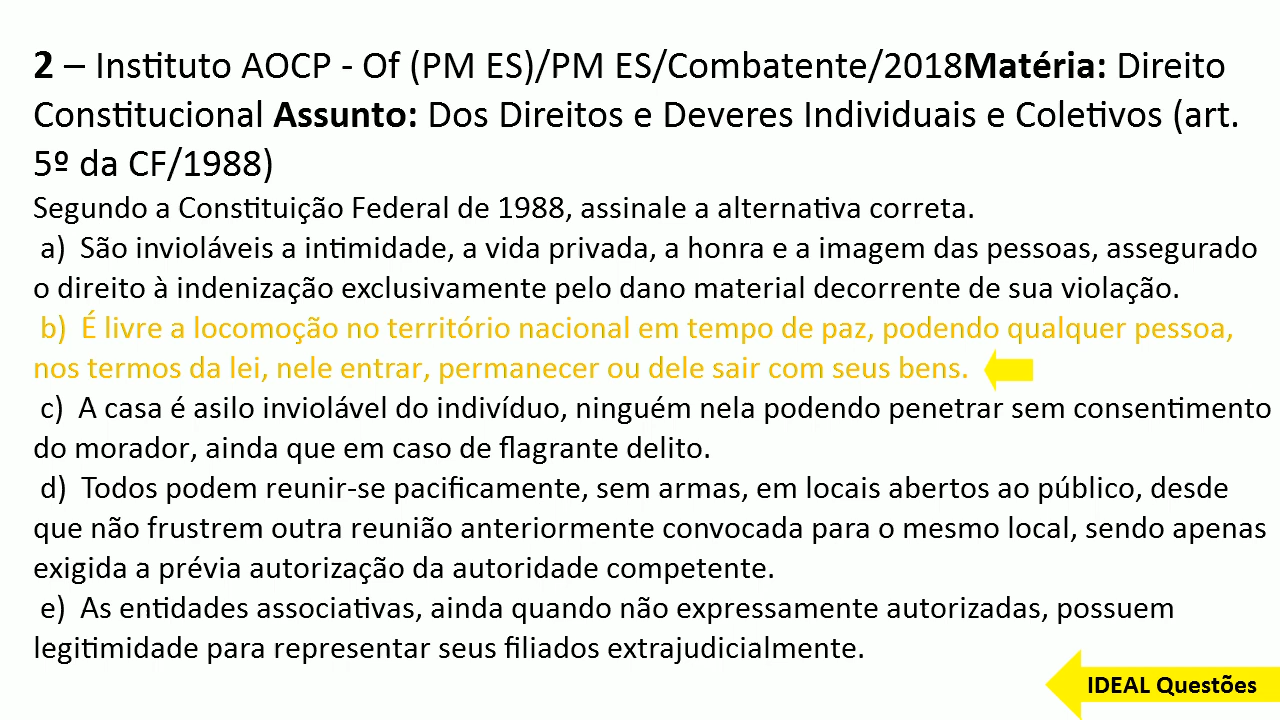 2 – Instituto AOCP - Of (PM ES)/PM ES/Combatente/2018Matéria: Direito
Constitucional Assunto: Dos Direitos e Deveres Individuais e Coletivos (art.
5º da CF/1988)
Segundo a Constituição Federal de 1988, assinale a alternativa correta.
a) São invioláveis a intimidade, a vida privada, a honra e a imagem das pessoas, assegurado
o direito à indenização exclusivamente pelo dano material decorrente de sua violação.
b) É livre a locomoção no território nacional em tempo de paz, podendo qualquer pessoa,
nos termos da lei, nele entrar, permanecer ou dele sair com seus bens.
c) A casa é asilo inviolável do indivíduo, ninguém nela podendo penetrar sem consentimento
do morador, ainda que em caso de flagrante delito.
d) Todos podem reunir-se pacificamente, sem armas, em locais abertos ao público, desde
que não frustrem outra reunião anteriormente convocada para o mesmo local, sendo apenas
exigida a prévia autorização da autoridade competente.
e) As entidades associativas, ainda quando não expressamente autorizadas, possuem
legitimidade para representar seus filiados extrajudicialmente.
IDEAL Questões